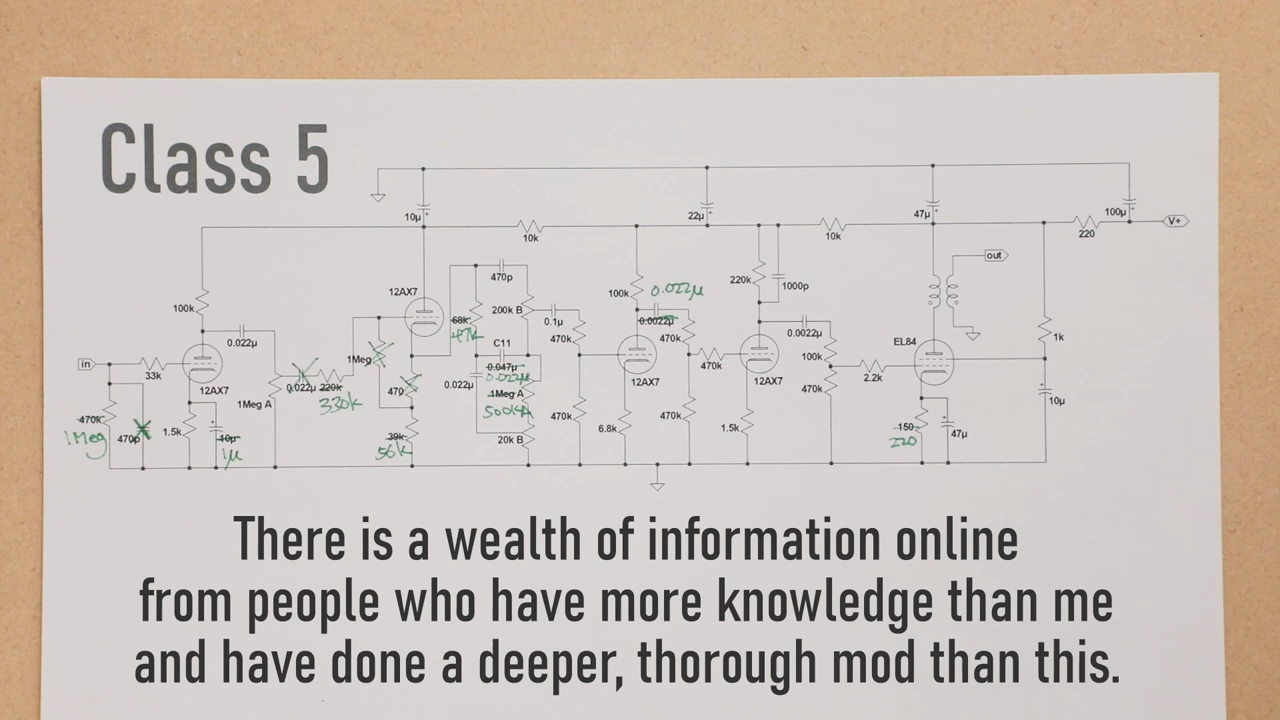 Class 5
10µ
22µ
47µ
100µ
V+
10k
10k
220
out
12AX7
470p
220k
1000p
100k
68k
47k
200k B
0.1µ
100k
0.022µ
0.0022µ
470k
470k
0.0022µ
1k
in
0.022µ
1Meg
C11
0.047µ
0.022µ
EL84
33k
12AX7
0.022µ
220k
330k
470
0.022µ
1Meg A
500kA
12AX7
470k
12AX7
100k
470k
2.2k
1Meg A
10µ
470k
1Meg
470p
1.5k
10µ
1µ
39k
56k
20k B
470k
6.8k
470k
1.5k
150
220
47µ
There is a wealth of information online
from people who have more knowledge than me
and have done a deeper, thorough mod than this.